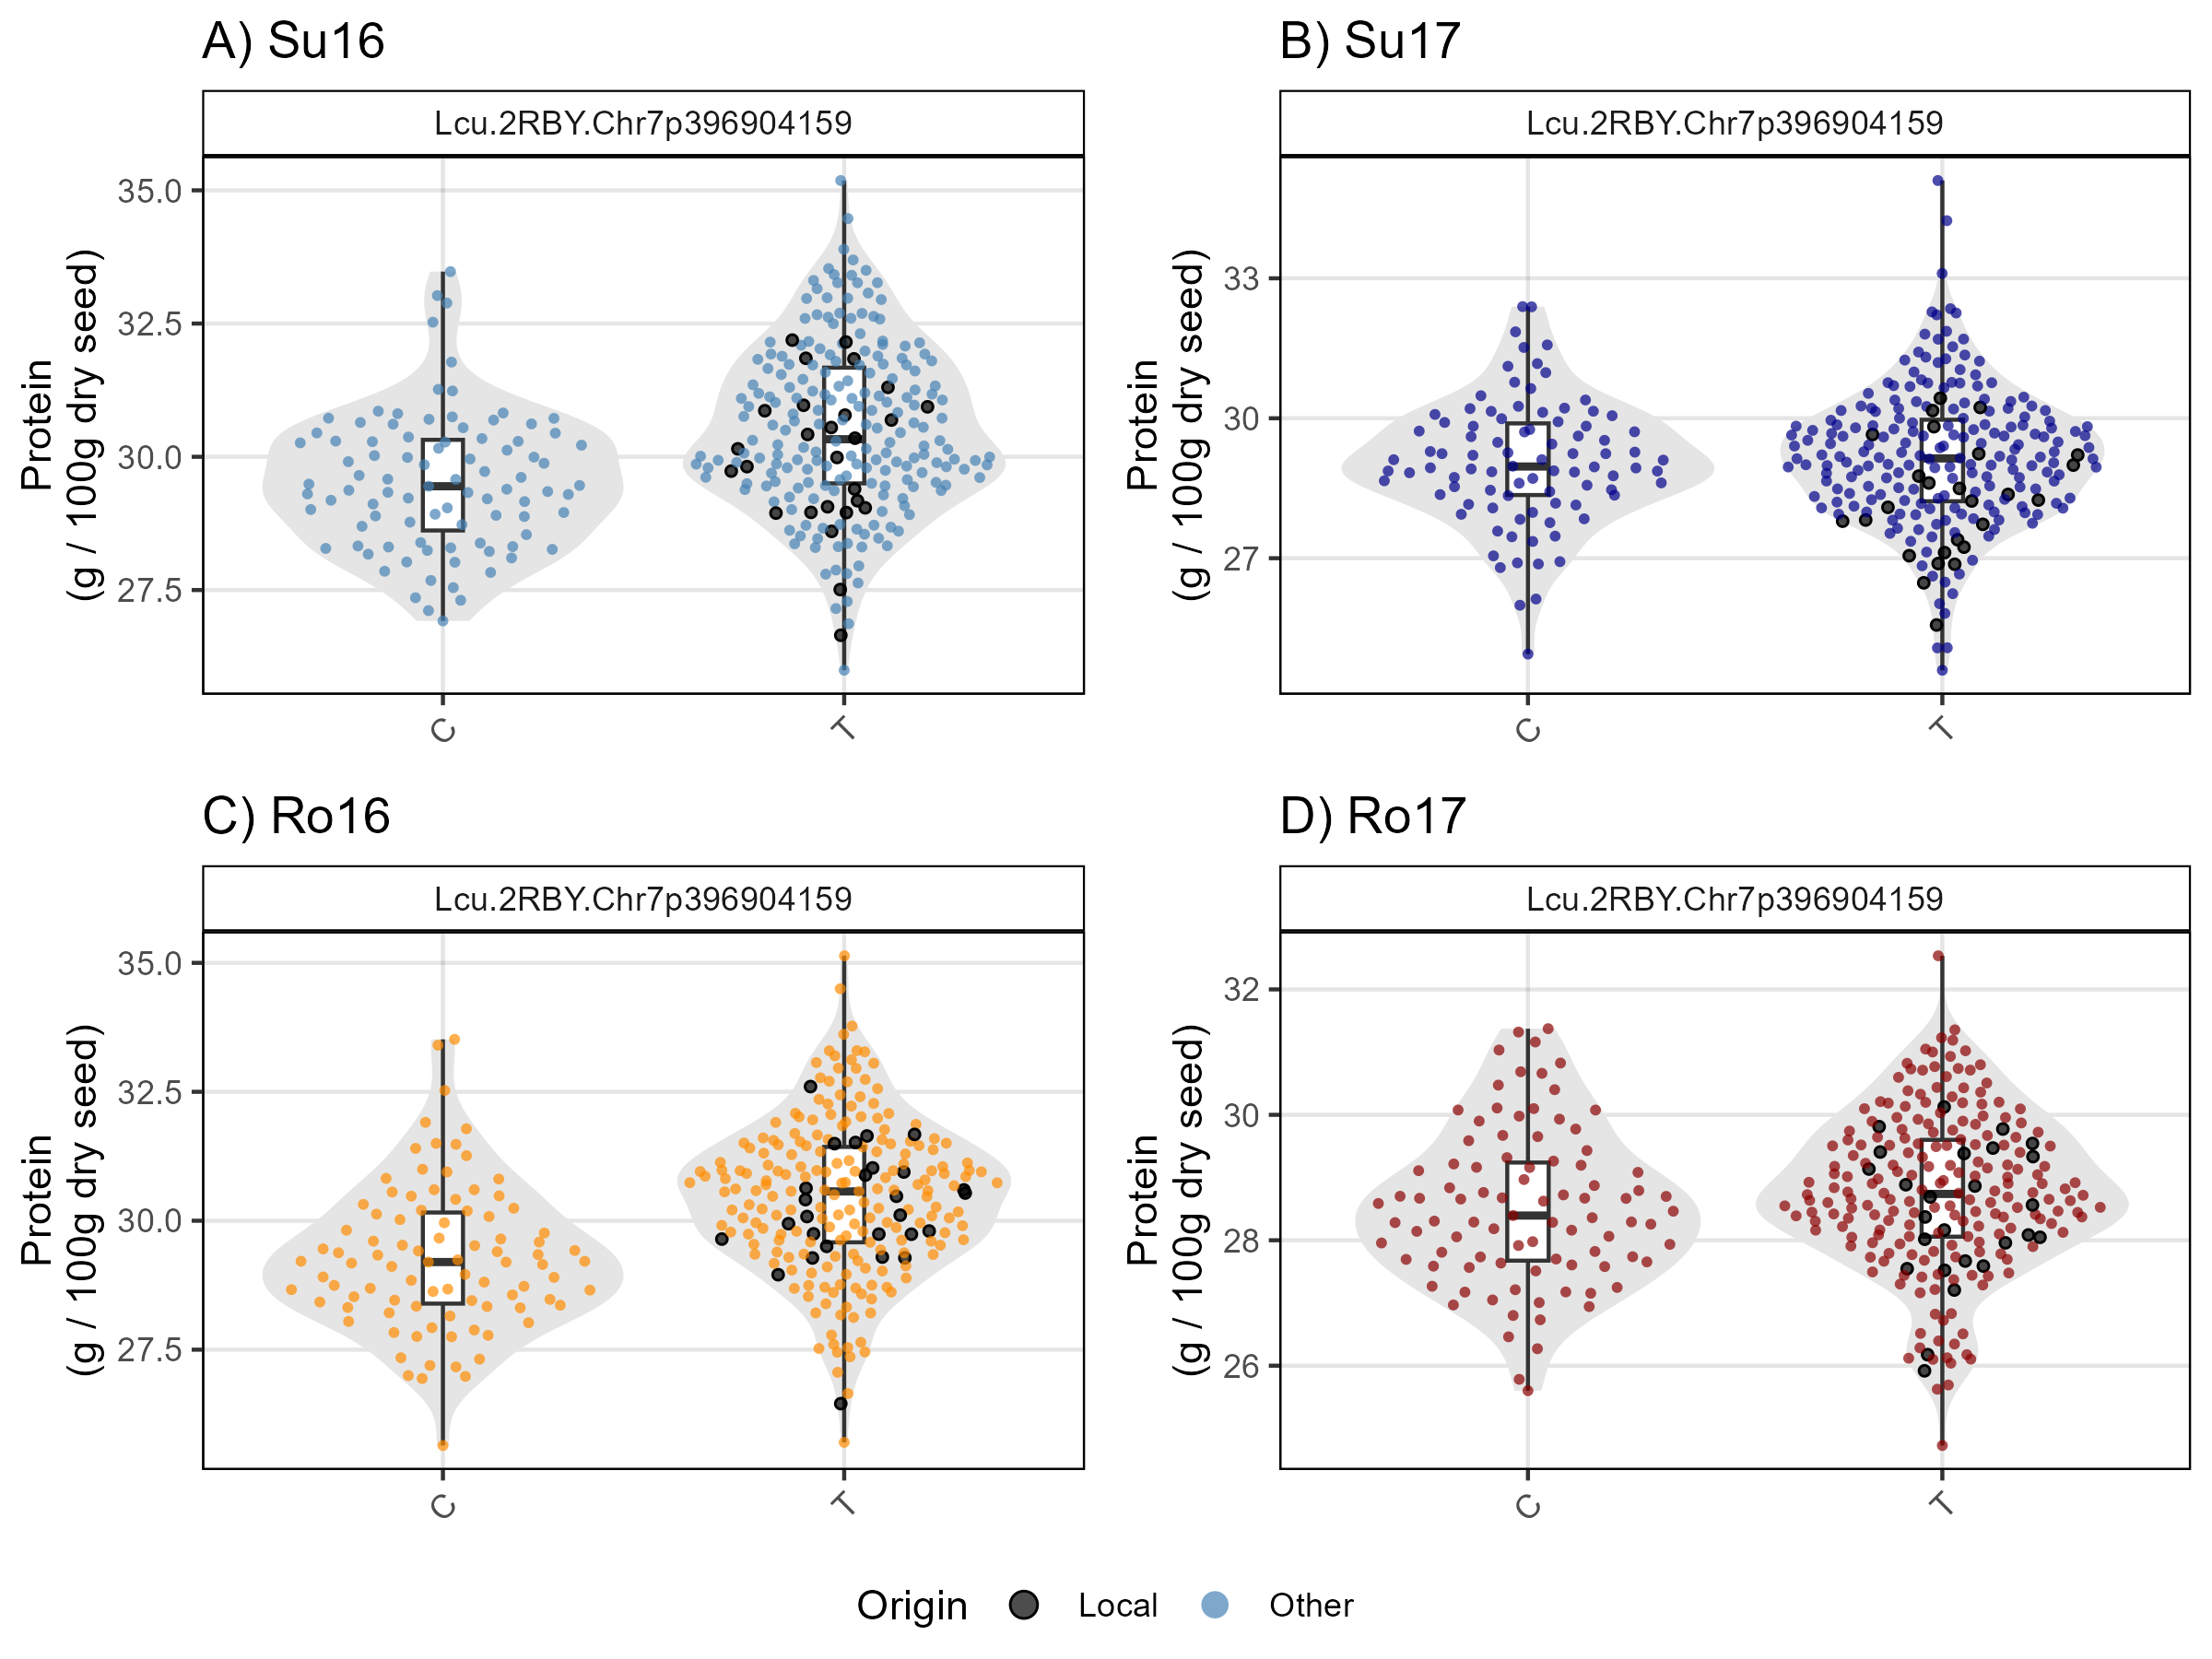 A) Su16
Lcu.2RBY.Chr7p396904159
Protein
(g / 100g dry seed)
35.0
32.5
30.0
27.5
C
T
B) Su17
Lcu.2RBY.Chr7p396904159
Protein
(g / 100g dry seed)
33
30
27
C
T
C) Ro16
Lcu.2RBY.Chr7p396904159
Protein
(g / 100g dry seed)
35.0
32.5
30.0
27.5
C
T
D) Ro17
Lcu.2RBY.Chr7p396904159
Protein
(g / 100g dry seed)
32
30
28
26
C
T
Origin Local Other